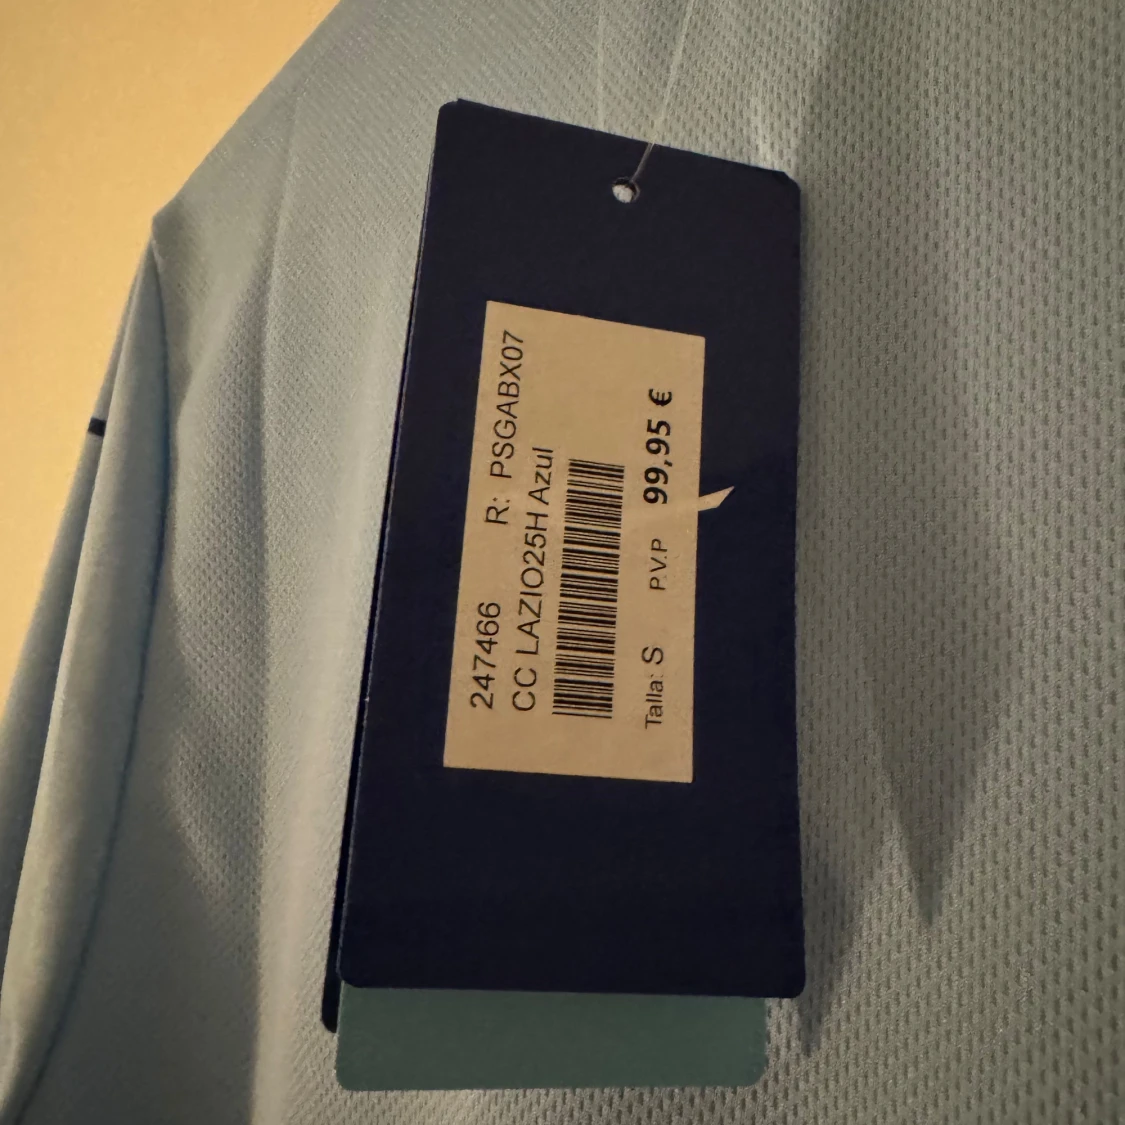 247466 R: PSGABX07
CC LAZIO25H Azul
Talla: S P.V.P 99,95 €